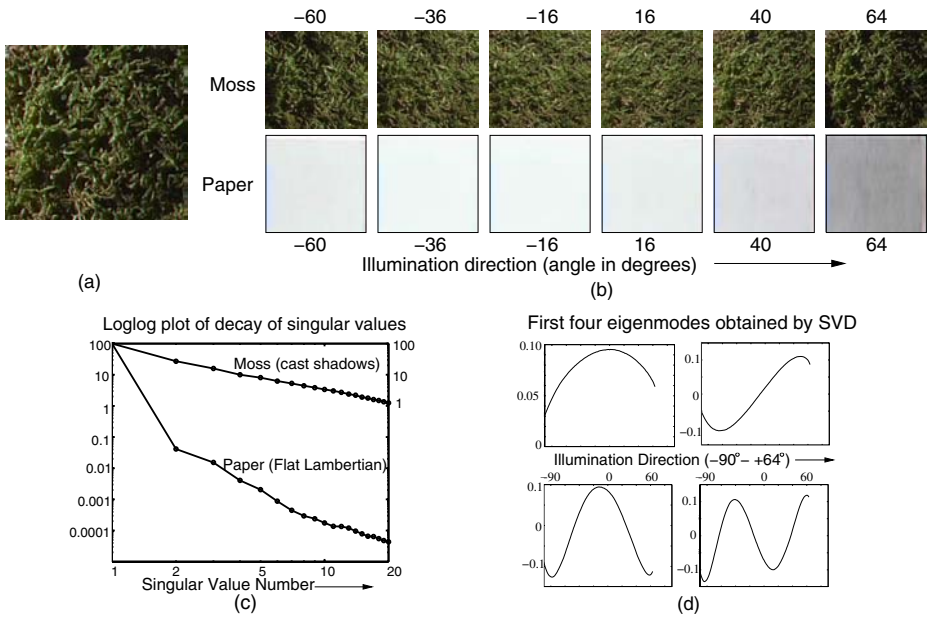 −60 −36 −16 16 40 64
Moss
Paper
−60 −36 −16 16 40 64
Illumination direction (angle in degrees)
(a)
(b)
Loglog plot of decay of singular values
100 100
Moss (cast shadows)
10 10
1 1
0.1
0.01
Paper (Flat Lambertian)
0.001
0.0001
1 2 5 10 20
Singular Value Number
(c)
First four eigenmodes obtained by SVD
0.10
0.05
0
0.1
0
−0.1
Illumination Direction (−90°− +64°)
−90 0 60
−90 0 60
0.1
0
−0.1
0.1
0
−0.1
(d)